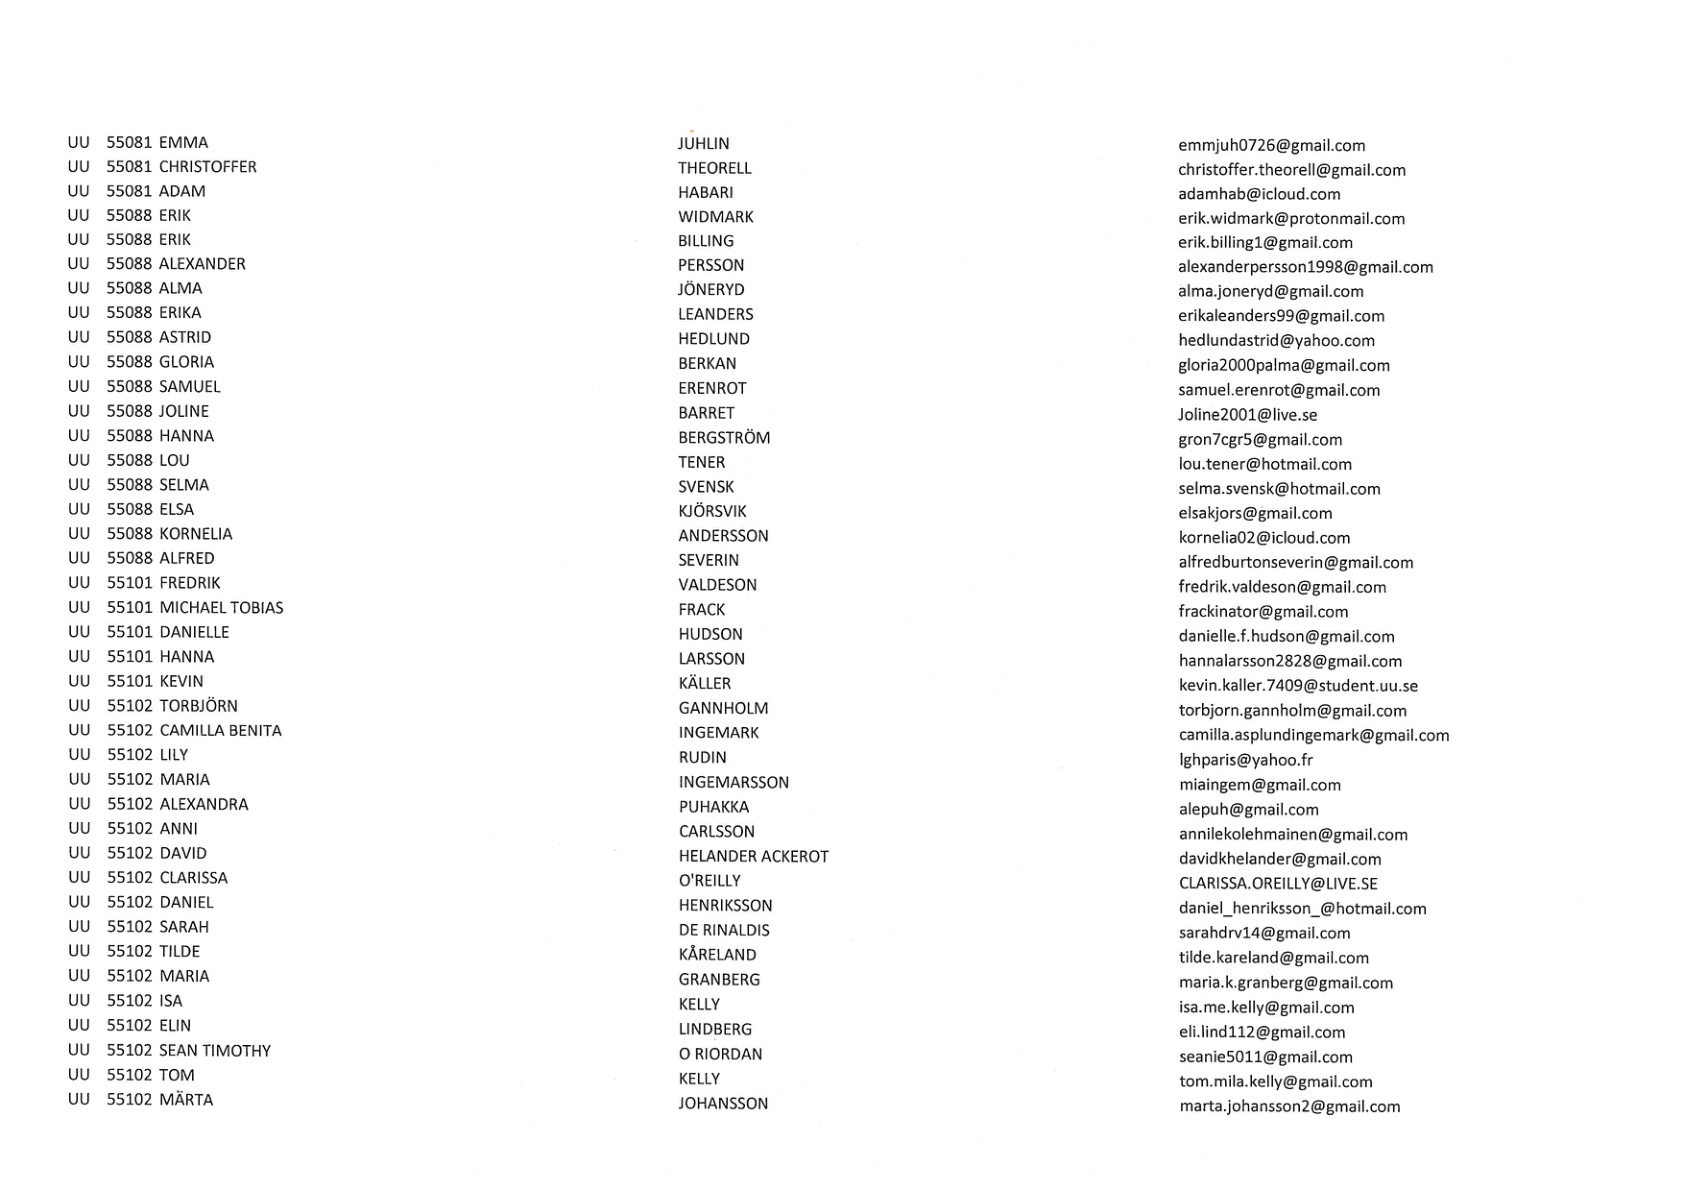 UU 55081 EMMA JUHLIN emmjuh0726@gmail.com
UU 55081 CHRISTOFFER THEORELL christoffer.theorell@gmail.com
UU 55081 ADAM HABARI adamhab@icloud.com
UU 55088 ERIK WIDMARK erik.widmark@protonmail.com
UU 55088 ERIK BILLING erik.billing1@gmail.com
UU 55088 ALEXANDER PERSSON alexanderpersson1998@gmail.com
UU 55088 ALMA JÖNERYD alma.joneryd@gmail.com
UU 55088 ERIKA LEANDERS erikaleanders99@gmail.com
UU 55088 ASTRID HEDLUND hedlundastrid@yahoo.com
UU 55088 GLORIA BERKAN gloria2000palma@gmail.com
UU 55088 SAMUEL ERENROT samuel.erenrot@gmail.com
UU 55088 JOLINE BARRET Joline2001@live.se
UU 55088 HANNA BERGSTRÖM gron7cgr5@gmail.com
UU 55088 LOU TENER lou.tener@hotmail.com
UU 55088 SELMA SVENSK selma.svensk@hotmail.com
UU 55088 ELSA KJÖRSVIK elsakjors@gmail.com
UU 55088 KORNELIA ANDERSSON kornelia02@icloud.com
UU 55088 ALFRED SEVERIN alfredburtonseverin@gmail.com
UU 55101 FREDRIK VALDESON fredrik.valdeson@gmail.com
UU 55101 MICHAEL TOBIAS FRACK frackinator@gmail.com
UU 55101 DANIELLE HUDSON danielle.f.hudson@gmail.com
UU 55101 HANNA LARSSON hannalarsson2828@gmail.com
UU 55101 KEVIN KÄLLER kevin.kaller.7409@student.uu.se
UU 55102 TORBJÖRN GANNHOLM torbjorn.gannholm@gmail.com
UU 55102 CAMILLA BENITA INGEMARK camilla.asplundingemark@gmail.com
UU 55102 LILY RUDIN lghparis@yahoo.fr
UU 55102 MARIA INGEMARSSON miaingem@gmail.com
UU 55102 ALEXANDRA PUHAKKA alepuh@gmail.com
UU 55102 ANNI CARLSSON annilekolehmainen@gmail.com
UU 55102 DAVID HELANDER ACKEROT davidkhelander@gmail.com
UU 55102 CLARISSA O'REILLY CLARISSA.OREILLY@LIVE.SE
UU 55102 DANIEL HENRIKSSON daniel_henriksson_@hotmail.com
UU 55102 SARAH DE RINALDIS sarahdrv14@gmail.com
UU 55102 TILDE KÅRELAND tilde.kareland@gmail.com
UU 55102 MARIA GRANBERG maria.k.granberg@gmail.com
UU 55102 ISA KELLY isa.me.kelly@gmail.com
UU 55102 ELIN LINDBERG eli.lind112@gmail.com
UU 55102 SEAN TIMOTHY O RIORDAN seanie5011@gmail.com
UU 55102 TOM KELLY tom.mila.kelly@gmail.com
UU 55102 MÄRTA JOHANSSON marta.johansson2@gmail.com